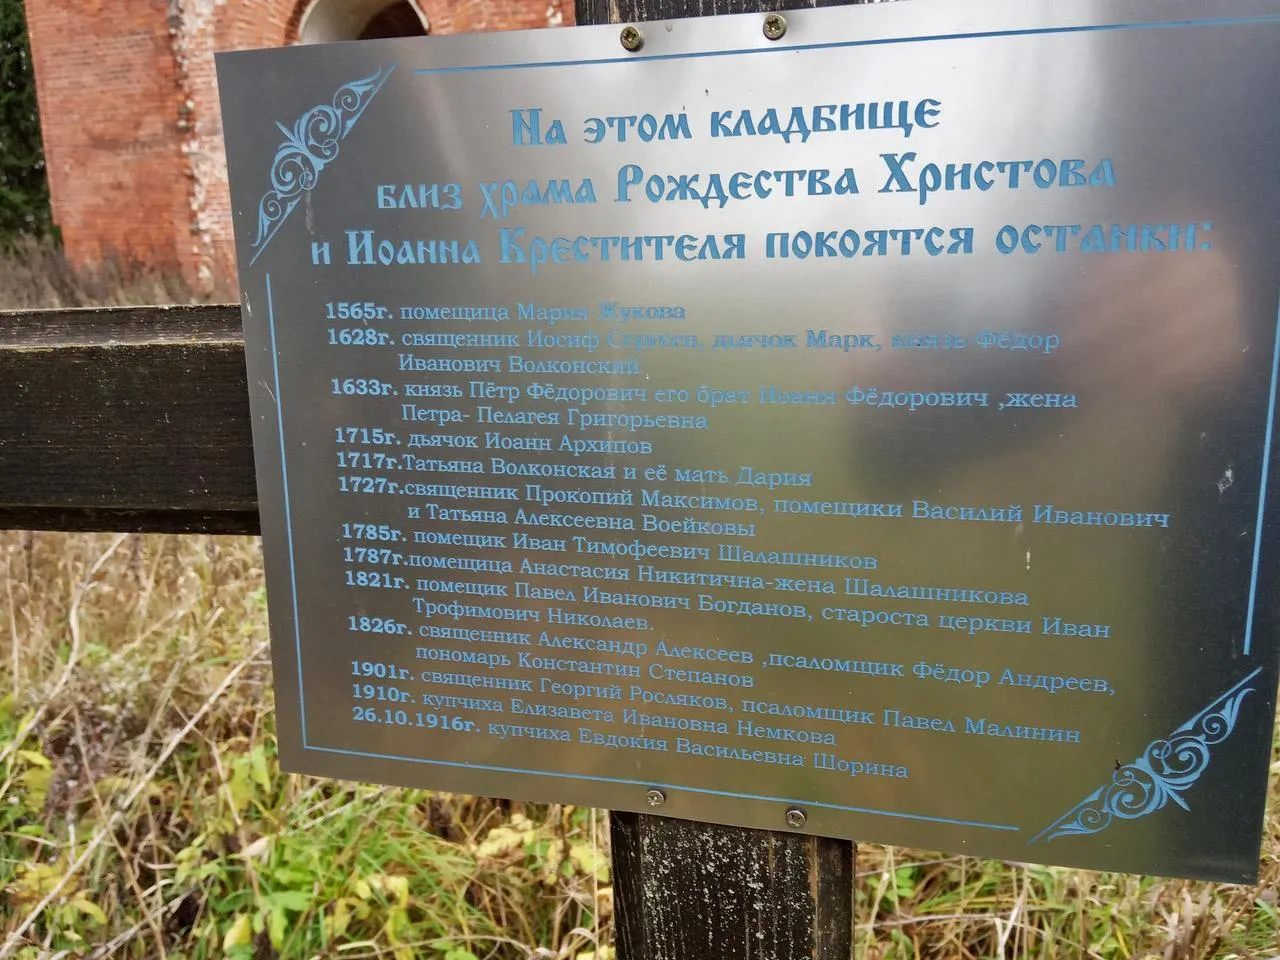 На этом кладбище
близ храма Рождества Христова
и Иоанна Крестителя покоятся останки:
1565г. помещица Мария Жукова
1628г. священник Иосиф Сергеев, дьячок Марк, князь Фёдор
Иванович Волконский
1633г. князь Пётр Фёдорович его брат Иоанн Фёдорович ,жена
Петра- Пелагея Григорьевна
1715г. дьячок Иоанн Архипов
1717г.Татьяна Волконская и её мать Дария
1727г.священник Прокопий Максимов, помещики Василий Иванович
и Татьяна Алексеевна Воейковы
1785г. помещик Иван Тимофеевич Шалашников
1787г.помещица Анастасия Никитична-жена Шалашникова
1821г. помещик Павел Иванович Богданов, староста церкви Иван
Трофимович Николаев.
1826г. священник Александр Алексеев ,псаломщик Фёдор Андреев,
пономарь Константин Степанов
1901г. священник Георгий Росляков, псаломщик Павел Малинин
1910г. купчиха Елизавета Ивановна Немкова
26.10.1916г. купчиха Евдокия Васильевна Шорина